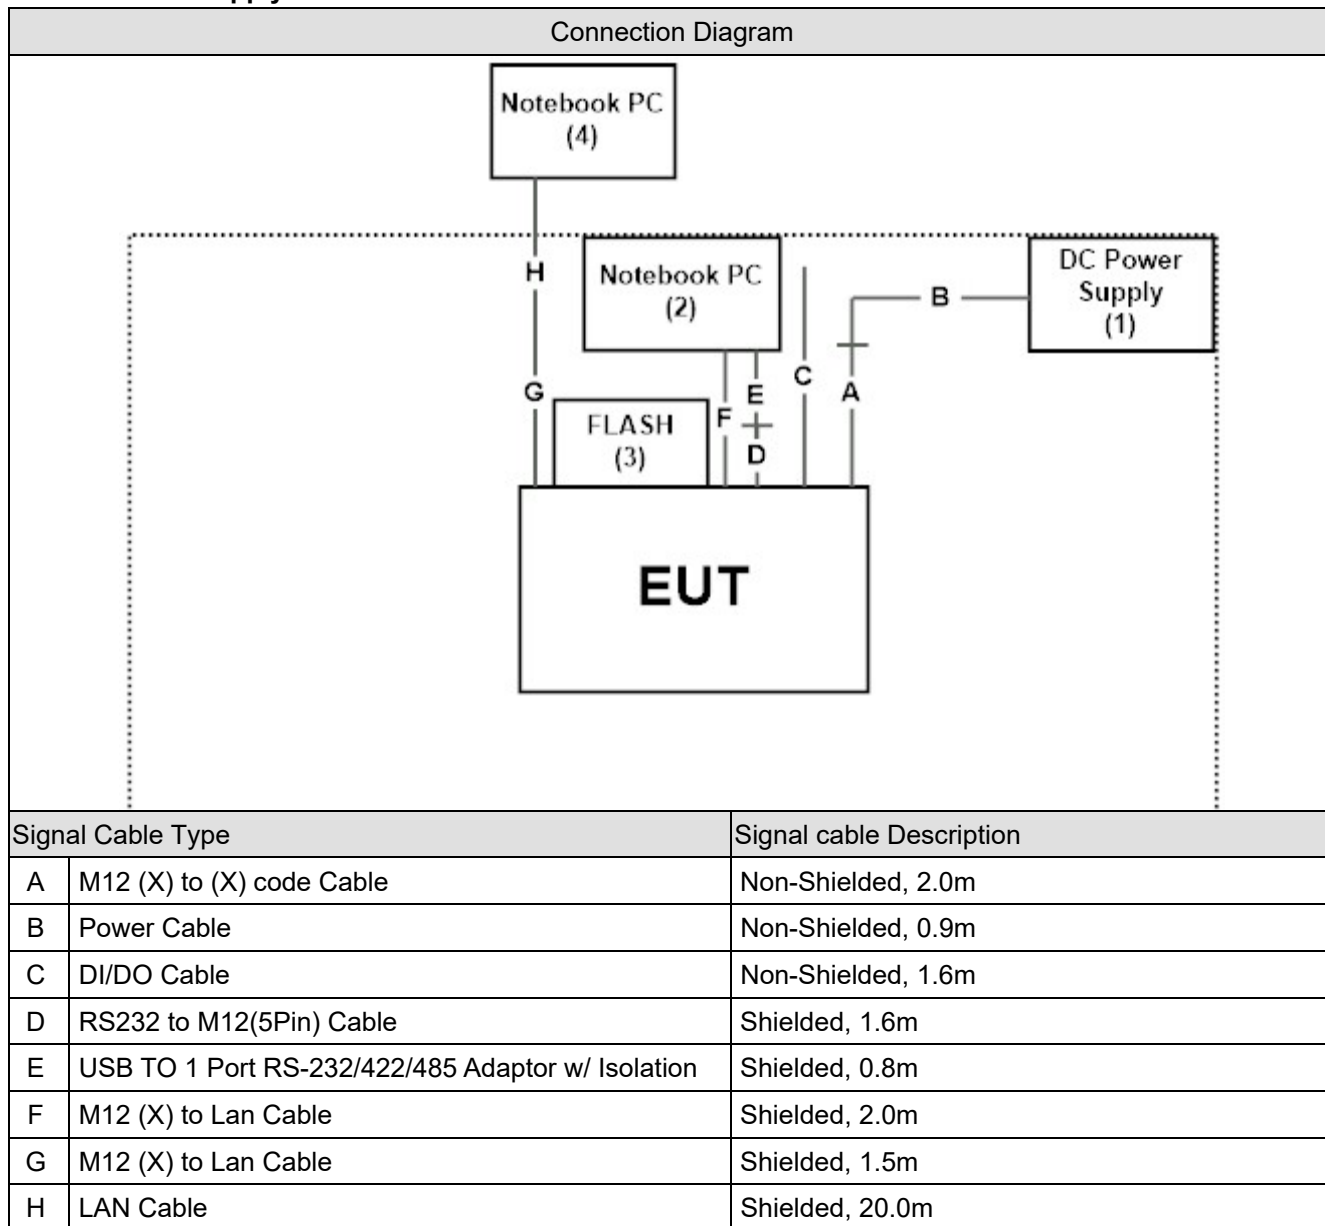 Connection Diagram
Notebook PC
(4)
H
Notebook PC
(2)
DC Power
Supply
(1)
B
G
FLASH
(3)
F
E
D
C
A
EUT
Signal Cable Type Signal cable Description
A M12 (X) to (X) code Cable Non-Shielded, 2.0m
B Power Cable Non-Shielded, 0.9m
C DI/DO Cable Non-Shielded, 1.6m
D RS232 to M12(5Pin) Cable Shielded, 1.6m
E USB TO 1 Port RS-232/422/485 Adaptor w/ Isolation Shielded, 0.8m
F M12 (X) to Lan Cable Shielded, 2.0m
G M12 (X) to Lan Cable Shielded, 1.5m
H LAN Cable Shielded, 20.0m